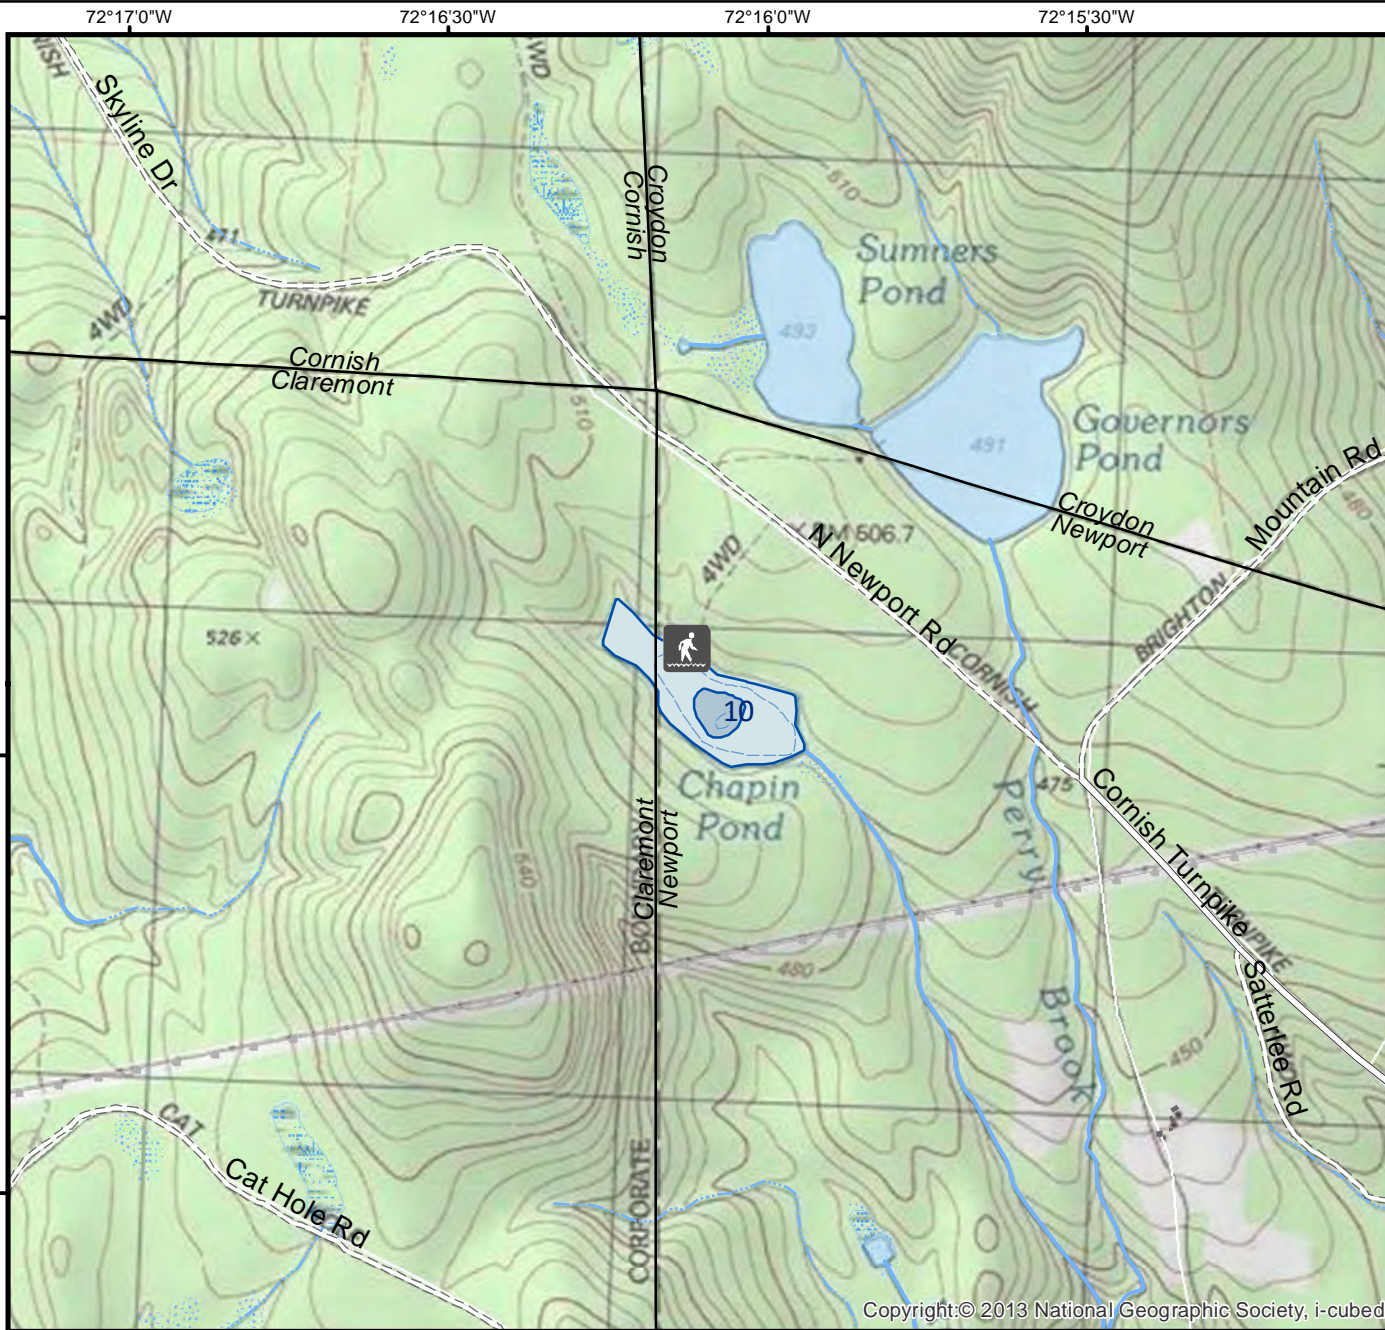 72°17'0"W
72°16'30"W
72°16'0"W
72°15'30"W
4WD
Skyline Dr
Croydon
Cornish
510
Sumners
Pond
TURNPIKE
4WD
493
Cornish
Claremont
510
491
Governors
Pond
Mountain Rd
480
Croydon
Newport
BM 506.7
N Newport Rd
4WD
BRIGHTON
526
CORNISH
10
Chapin
Pond
475
Perry
Brook
Cornish Turnpike
Claremont
Newport
640
480
Satterlee Rd
450
CAT
Cat Hole Rd
CORPORATE
Copyright:© 2013 National Geographic Society, i-cubed